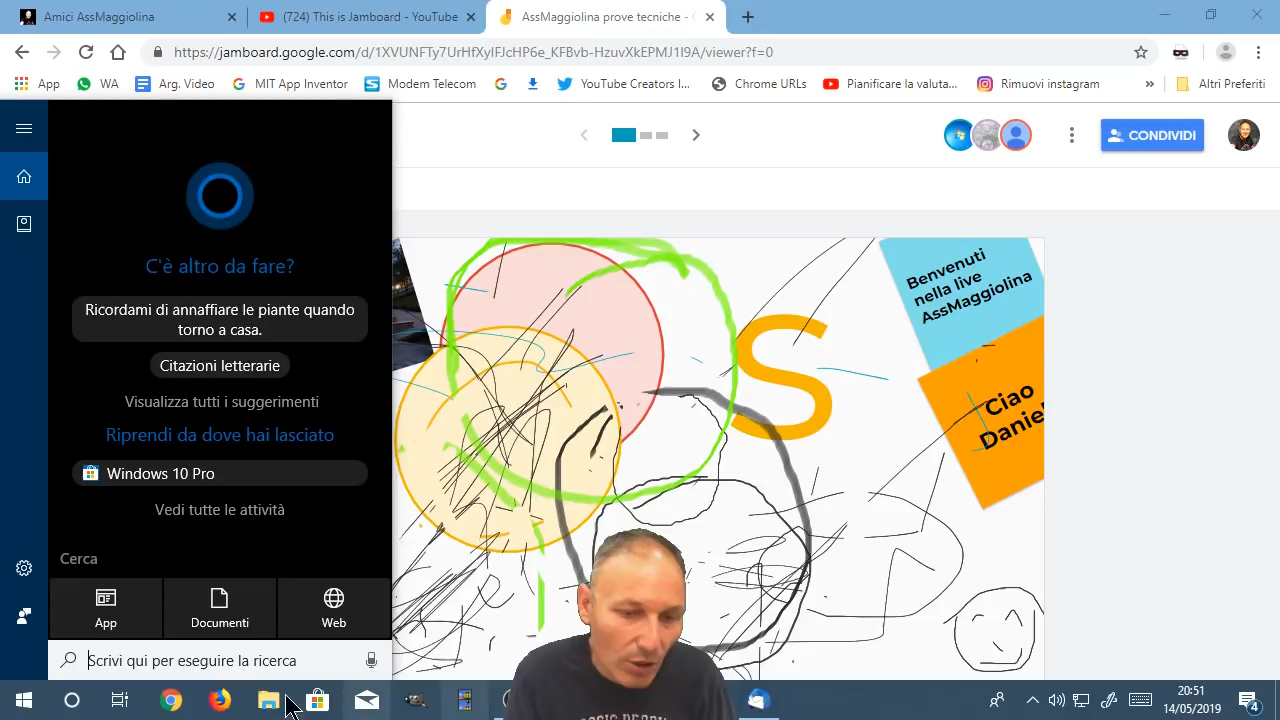 Amici AssMaggiolina
(724) This is Jamboard - YouTube
AssMaggiolina prove tecniche -
https://jamboard.google.com/d/1XVUNFTy7UrHfXyIFJcHP6e_KFBvb-HzuvXkEPMJ1I9A/viewer?f=0
App
WA
Arg. Video
MIT App Inventor
Modem Telecom
YouTube Creators I...
Chrome URLs
Pianificare la valuta...
Rimuovi instagram
»
Altri Preferiti
CONDIVIDI
C'è altro da fare?
Ricordami di annaffiare le piante quando
torno a casa.
Citazioni letterarie
Visualizza tutti i suggerimenti
Riprendi da dove hai lasciato
Windows 10 Pro
Vedi tutte le attività
Cerca
App
Documenti
Web
Scrivi qui per eseguire la ricerca
S
Benvenuti
nella live
AssMaggiolina
Ciao
Daniel
20:51
14/05/2019
4